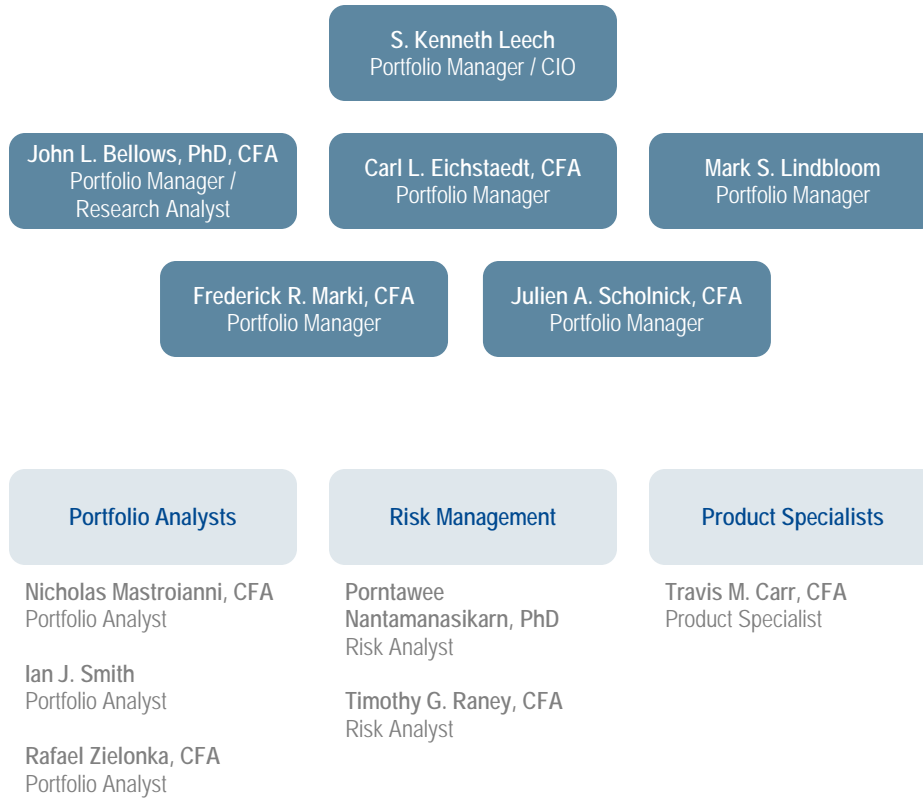 S. Kenneth Leech
Portfolio Manager / CIO
John L. Bellows, PhD, CFA
Portfolio Manager /
Research Analyst
Carl L. Eichstaedt, CFA
Portfolio Manager
Mark S. Lindbloom
Portfolio Manager
Frederick R. Marki, CFA
Portfolio Manager
Julien A. Scholnick, CFA
Portfolio Manager
Portfolio Analysts
Nicholas Mastroianni, CFA
Portfolio Analyst
Ian J. Smith
Portfolio Analyst
Rafael Zielonka, CFA
Portfolio Analyst
Risk Management
Porntawee
Nantamanasikarn, PhD
Risk Analyst
Timothy G. Raney, CFA
Risk Analyst
Product Specialists
Travis M. Carr, CFA
Product Specialist